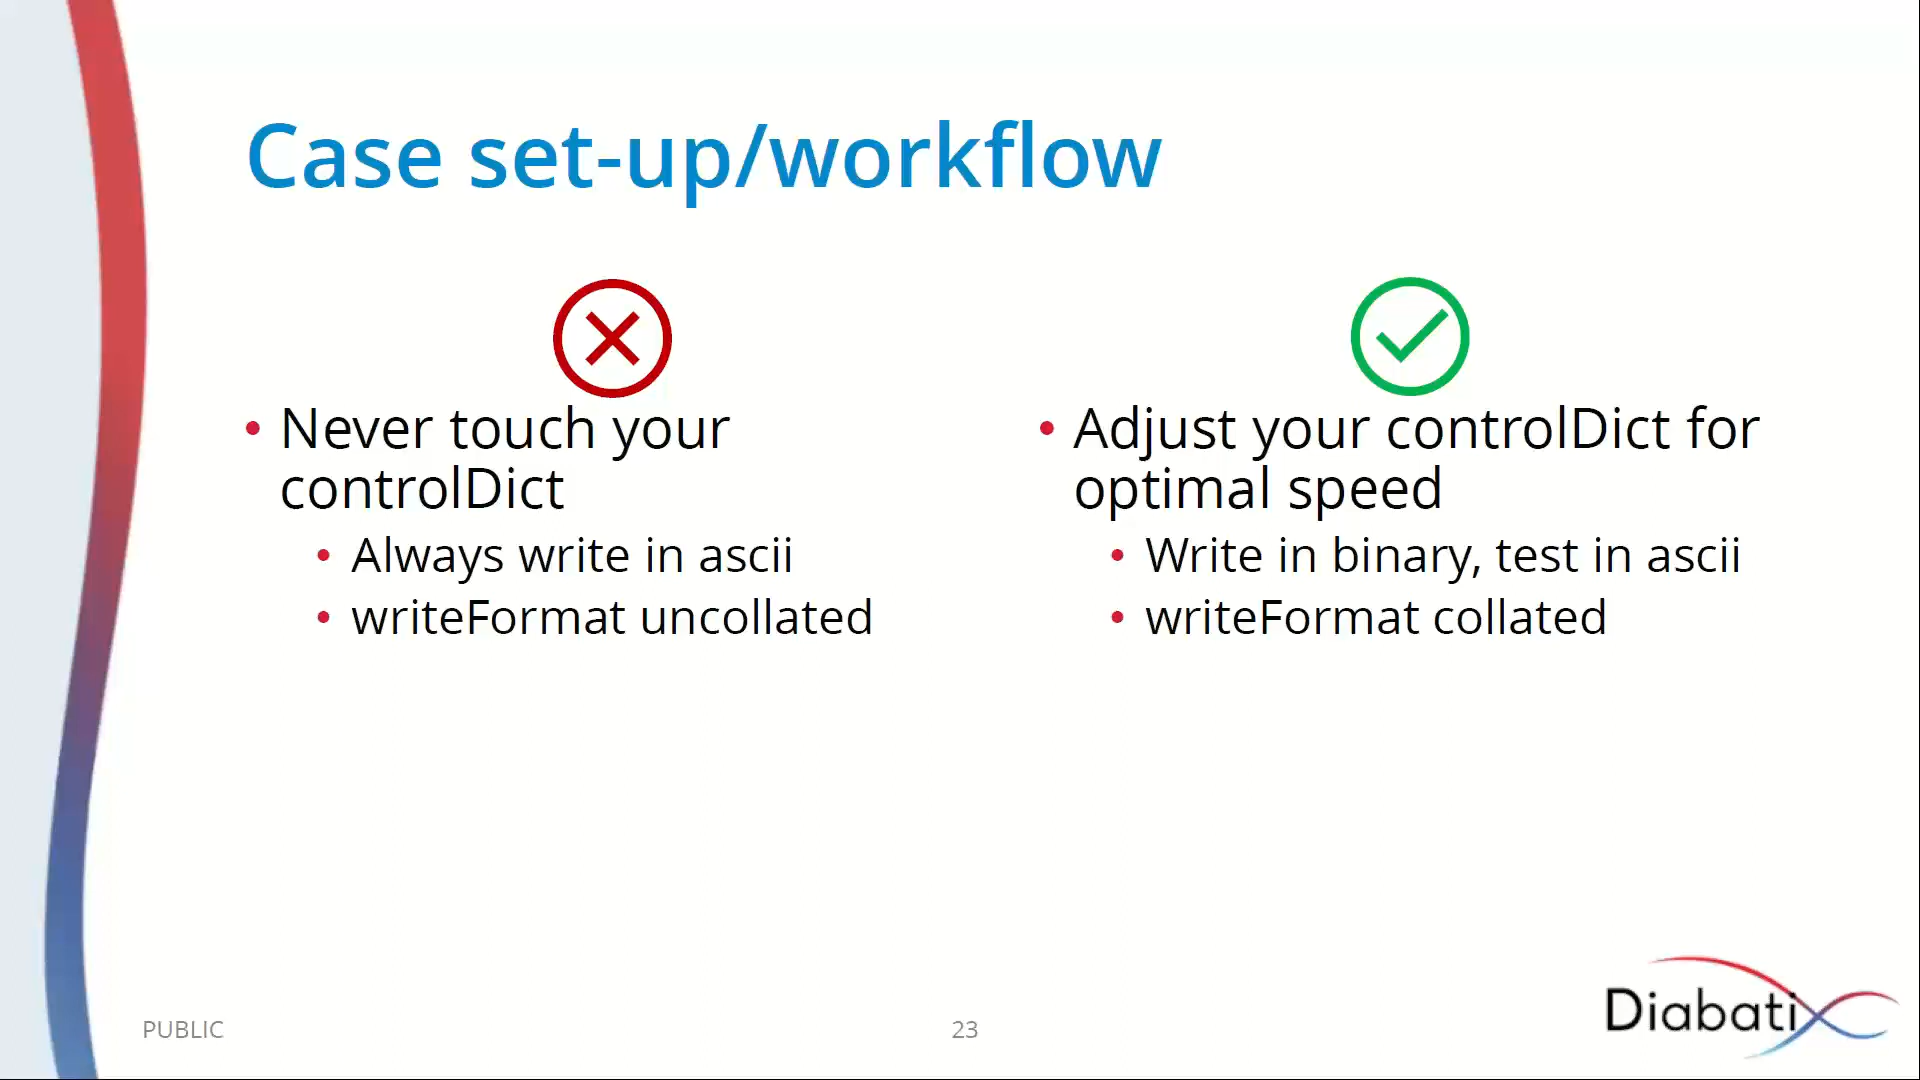 Case set-up/workflow
• Never touch your
controlDict
• Always write in ascii
• writeFormat uncollated
• Adjust your controlDict for
optimal speed
• Write in binary, test in ascii
• writeFormat collated
PUBLIC
23
Diabatix